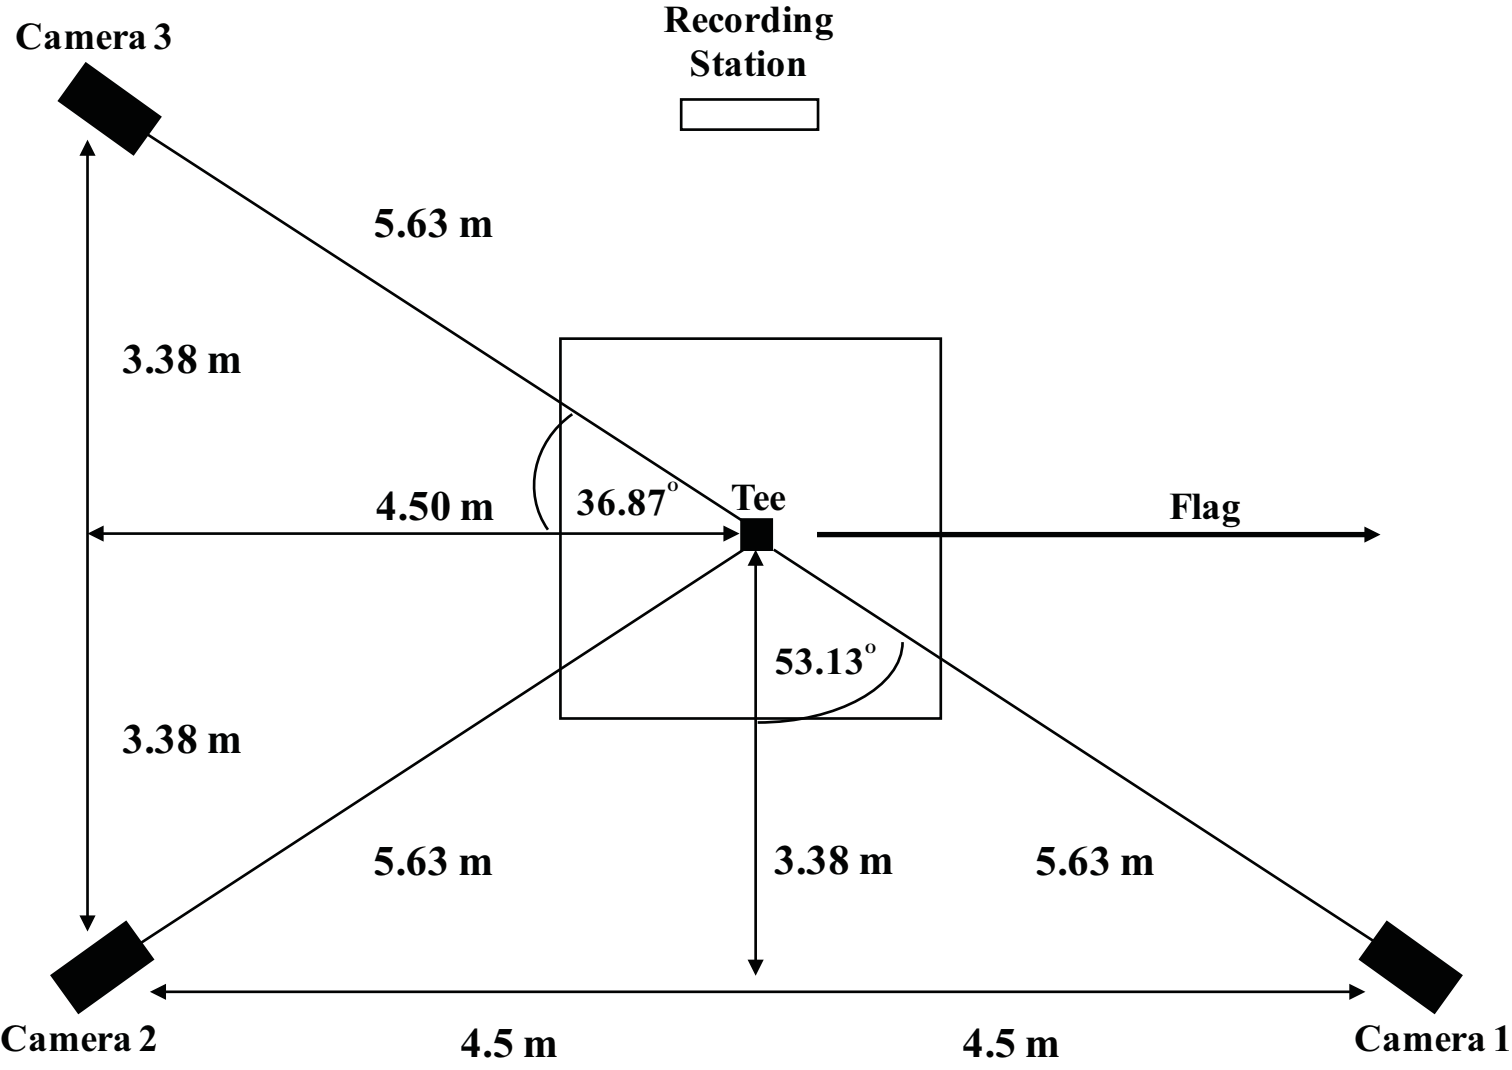 Camera 3
Recording
Station
5.63 m
3.38 m
4.50 m
36.87°
Tee
Flag
53.13°
3.38 m
5.63 m
3.38 m
5.63 m
Camera 2
4.5 m
4.5 m
Camera 1